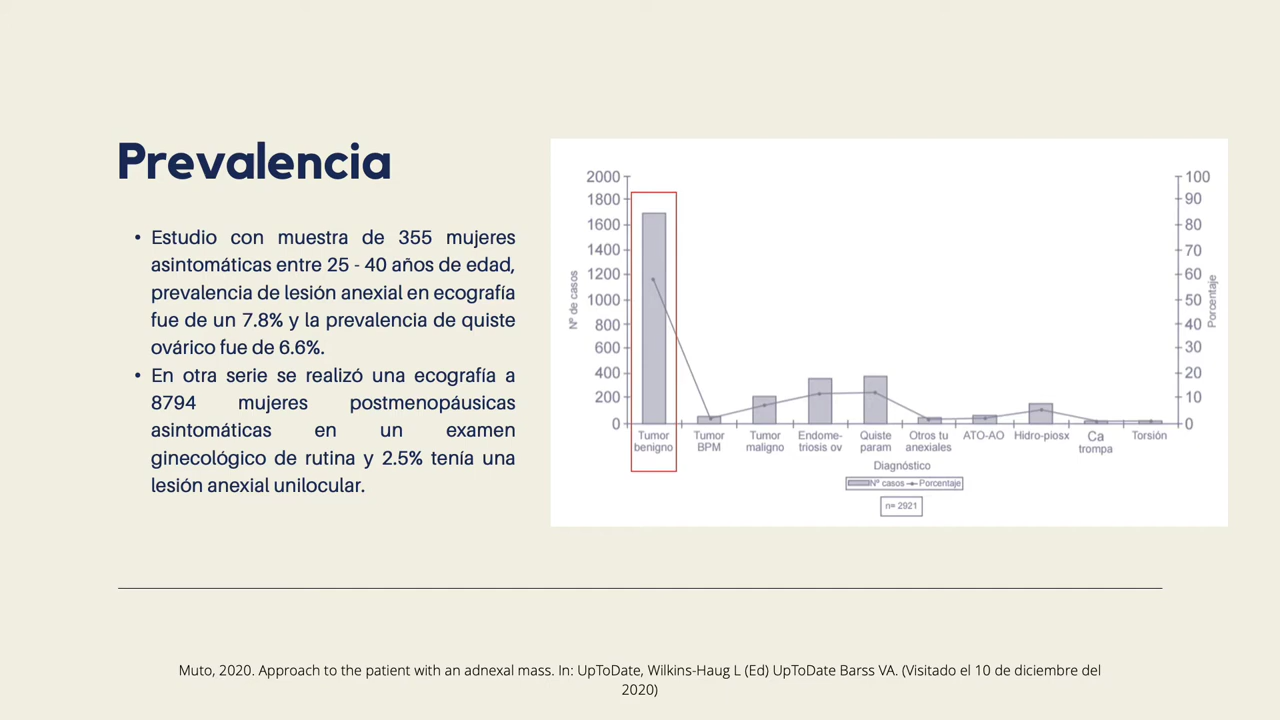 Prevalencia
• Estudio con muestra de 355 mujeres
asintomáticas entre 25 - 40 años de edad,
prevalencia de lesión anexial en ecografía
fue de un 7.8% y la prevalencia de quiste
ovárico fue de 6.6%.
• En otra serie se realizó una ecografía a
8794 mujeres postmenopáusicas
asintomáticas en un examen
ginecológico de rutina y 2.5% tenía una
lesión anexial unilocular.
Nº de casos
2000
1800
1600
1400
1200
1000
800
600
400
200
0
100
90
80
70
60
50
40
30
20
10
0
Porcentaje
Tumor
benigno
Tumor
BPM
Tumor
maligno
Endome-
triosis ov
Quiste
param
Otros tu
anexiales
ATO-AO
Hidro-piosx
Ca
trompa
Torsión
Diagnóstico
Nº casos Porcentaje
n= 2921
Muto, 2020. Approach to the patient with an adnexal mass. In: UpToDate, Wilkins-Haug L (Ed) UpToDate Barss VA. (Visitado el 10 de diciembre del
2020)